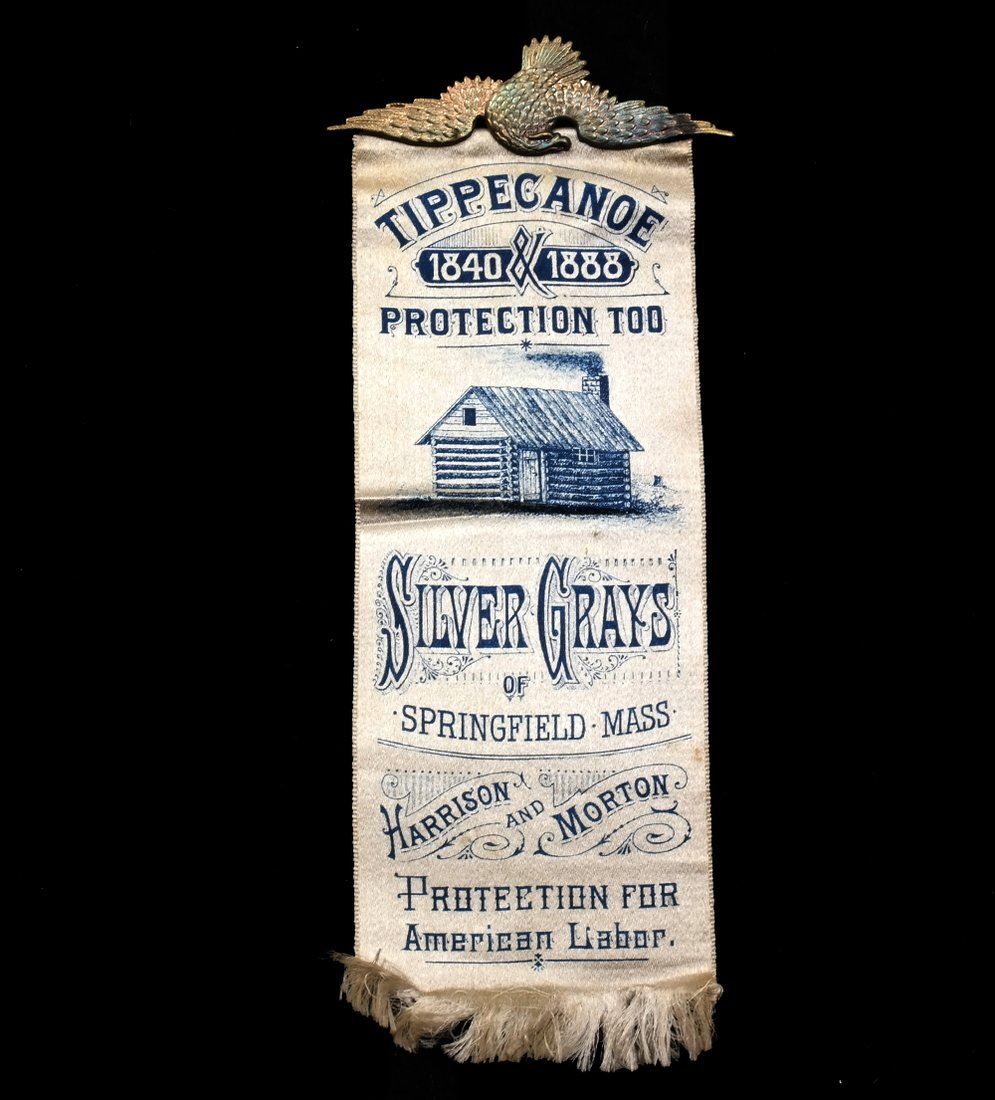 TIPPECANOE
1840 & 1888
PROTECTION TOO
SILVER GRAYS
OF
·SPRINGFIELD·MASS·
HARRISON AND MORTON
PROTECTION FOR
American Labor.